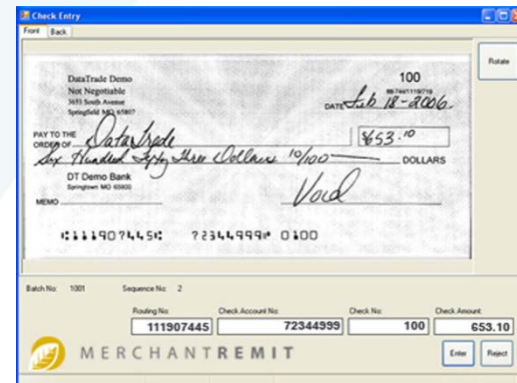 Check Entry
Front Back
Rotate
DataTrade Demo
100
Not Negotiable
3653 South Avenue
Springfield MO 65807
DATE Feb 18-2006
PAY TO THE
ORDER OF DataTrade
$653.10
Six Hundred Fifty Three Dollars 10/100 DOLLARS
DT Demo Bank
Springtown MO 65800
MEMO
Void
⑆111907445⑆ 72344999⑈ 0100
Batch No: 1001 Sequence No: 2
Routing No: Check Account No: Check No: Check Amount:
111907445 72344999 100 653.10
MERCHANTREMIT
Enter Reject